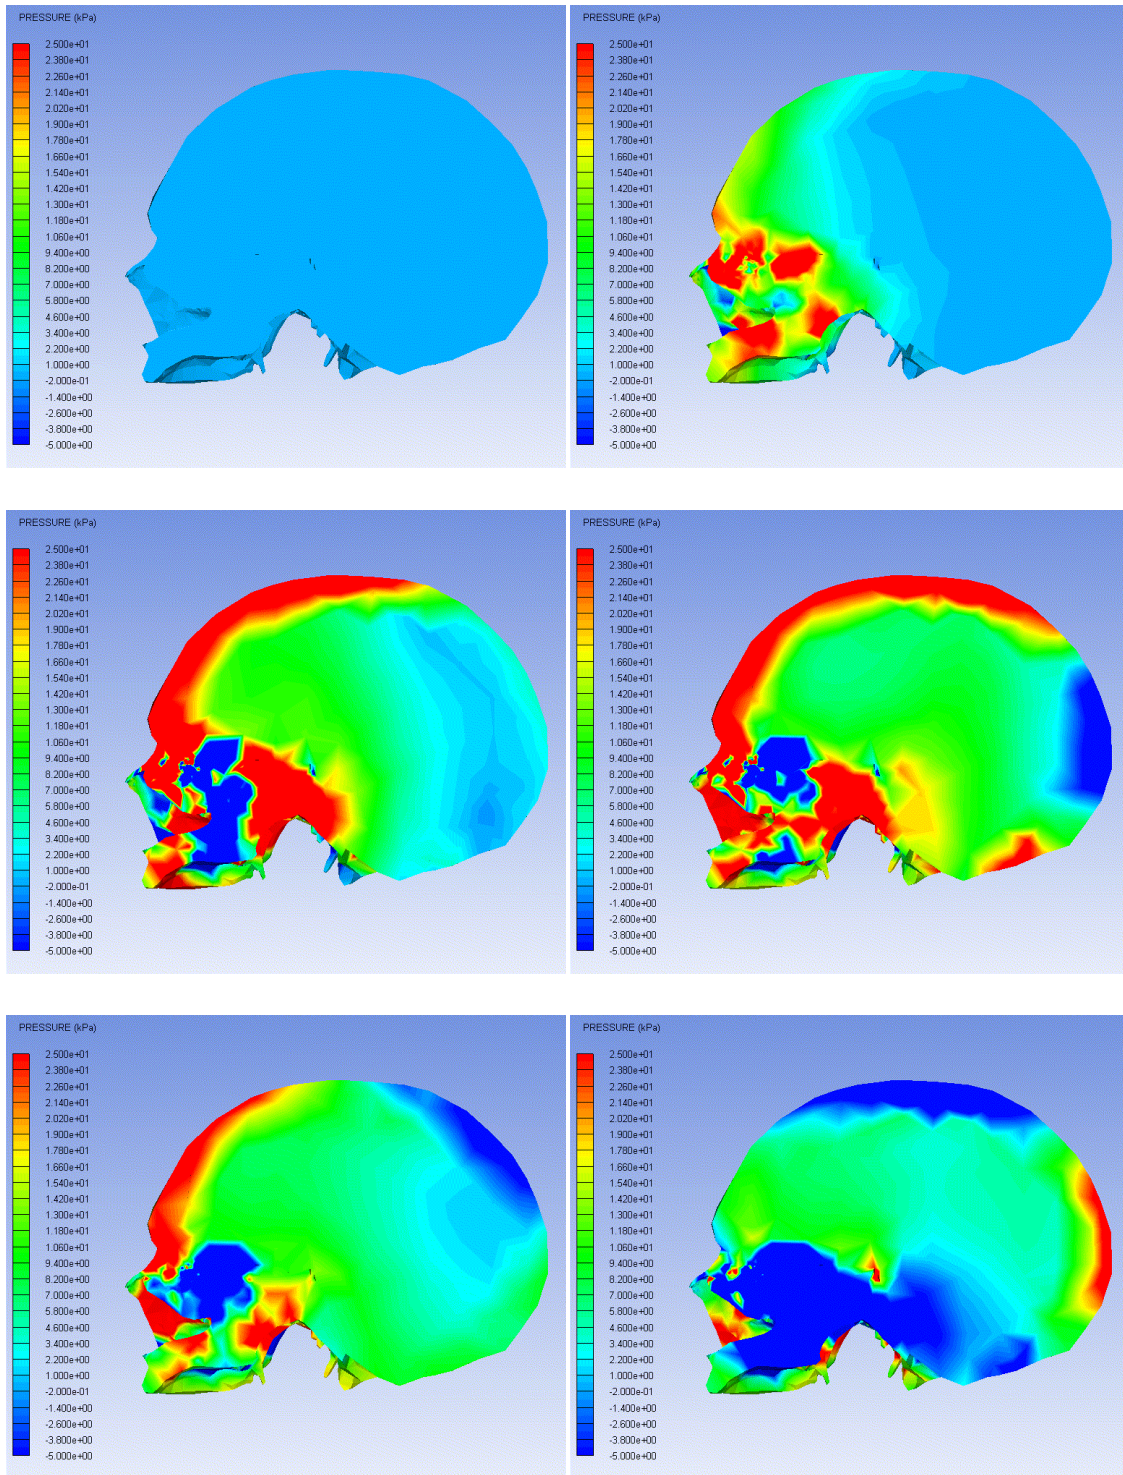 PRESSURE (kPa)
2.500e+01
2.380e+01
2.260e+01
2.140e+01
2.020e+01
1.900e+01
1.780e+01
1.660e+01
1.540e+01
1.420e+01
1.300e+01
1.180e+01
1.060e+01
9.400e+00
8.200e+00
7.000e+00
5.800e+00
4.600e+00
3.400e+00
2.200e+00
1.000e+00
-2.000e-01
-1.400e+00
-2.600e+00
-3.800e+00
-5.000e+00
PRESSURE (kPa)
2.500e+01
2.380e+01
2.260e+01
2.140e+01
2.020e+01
1.900e+01
1.780e+01
1.660e+01
1.540e+01
1.420e+01
1.300e+01
1.180e+01
1.060e+01
9.400e+00
8.200e+00
7.000e+00
5.800e+00
4.600e+00
3.400e+00
2.200e+00
1.000e+00
-2.000e-01
-1.400e+00
-2.600e+00
-3.800e+00
-5.000e+00
PRESSURE (kPa)
2.500e+01
2.380e+01
2.260e+01
2.140e+01
2.020e+01
1.900e+01
1.780e+01
1.660e+01
1.540e+01
1.420e+01
1.300e+01
1.180e+01
1.060e+01
9.400e+00
8.200e+00
7.000e+00
5.800e+00
4.600e+00
3.400e+00
2.200e+00
1.000e+00
-2.000e-01
-1.400e+00
-2.600e+00
-3.800e+00
-5.000e+00
PRESSURE (kPa)
2.500e+01
2.380e+01
2.260e+01
2.140e+01
2.020e+01
1.900e+01
1.780e+01
1.660e+01
1.540e+01
1.420e+01
1.300e+01
1.180e+01
1.060e+01
9.400e+00
8.200e+00
7.000e+00
5.800e+00
4.600e+00
3.400e+00
2.200e+00
1.000e+00
-2.000e-01
-1.400e+00
-2.600e+00
-3.800e+00
-5.000e+00
PRESSURE (kPa)
2.500e+01
2.380e+01
2.260e+01
2.140e+01
2.020e+01
1.900e+01
1.780e+01
1.660e+01
1.540e+01
1.420e+01
1.300e+01
1.180e+01
1.060e+01
9.400e+00
8.200e+00
7.000e+00
5.800e+00
4.600e+00
3.400e+00
2.200e+00
1.000e+00
-2.000e-01
-1.400e+00
-2.600e+00
-3.800e+00
-5.000e+00
PRESSURE (kPa)
2.500e+01
2.380e+01
2.260e+01
2.140e+01
2.020e+01
1.900e+01
1.780e+01
1.660e+01
1.540e+01
1.420e+01
1.300e+01
1.180e+01
1.060e+01
9.400e+00
8.200e+00
7.000e+00
5.800e+00
4.600e+00
3.400e+00
2.200e+00
1.000e+00
-2.000e-01
-1.400e+00
-2.600e+00
-3.800e+00
-5.000e+00